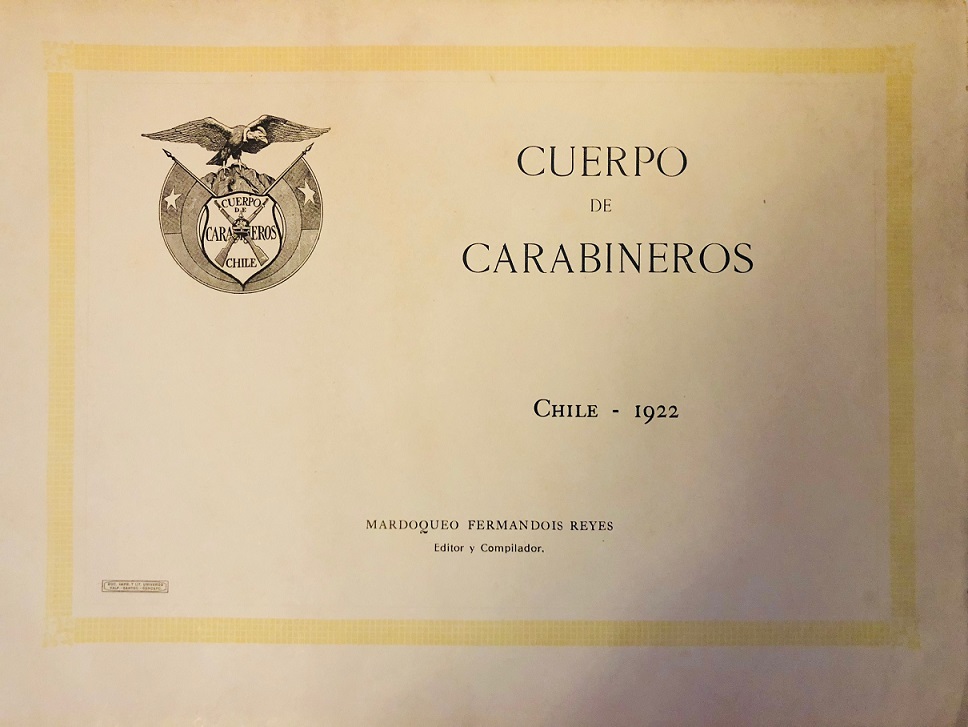 CUERPO
DE
CARABINEROS
CHILE
CUERPO
DE
CARABINEROS
CHILE - 1922
MARDOQUEO FERMANDOIS REYES
Editor y Compilador.